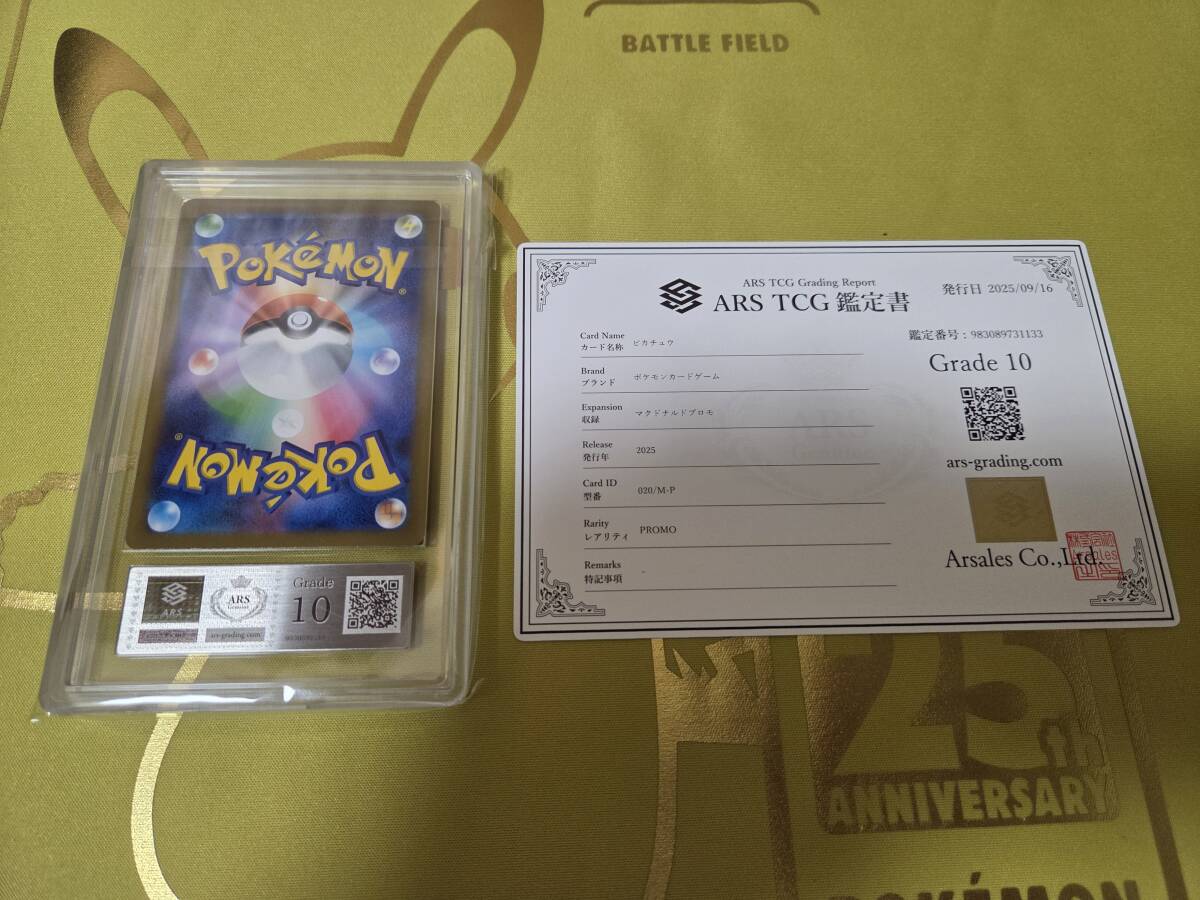 BATTLE FIELD
POKéMON
®
POKéMON
®
ARS
ARS
Gemint
ars-grading.com
Grade
10
ARS TCG Grading Report
ARS TCG 鑑定書
発行日 2025/09/16
鑑定番号 : 983089731133
Grade 10
Card Name
カード名称 ピカチュウ
Brand
ブランド ポケモンカードゲーム
Expansion
収録 マクドナルドプロモ
Release
発行年 2025
Card ID
型番 020/M-P
Rarity
レアリティ PROMO
Remarks
特記事項 -
ars-grading.com
Arsales Co.,Ltd.
25th
ANNIVERSARY
POKÉMON